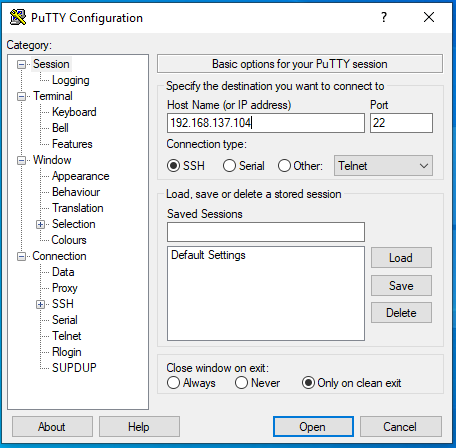 PuTTY Configuration
?
Category:
Session
Logging
Terminal
Keyboard
Bell
Features
Window
Appearance
Behaviour
Translation
Selection
Colours
Connection
Data
Proxy
SSH
Serial
Telnet
Rlogin
SUPDUP
Basic options for your PuTTY session
Specify the destination you want to connect to
Host Name (or IP address) Port
192.168.137.104 22
Connection type:
SSH Serial Other: Telnet
Load, save or delete a stored session
Saved Sessions
Default Settings
Load
Save
Delete
Close window on exit:
Always Never Only on clean exit
About Help Open Cancel